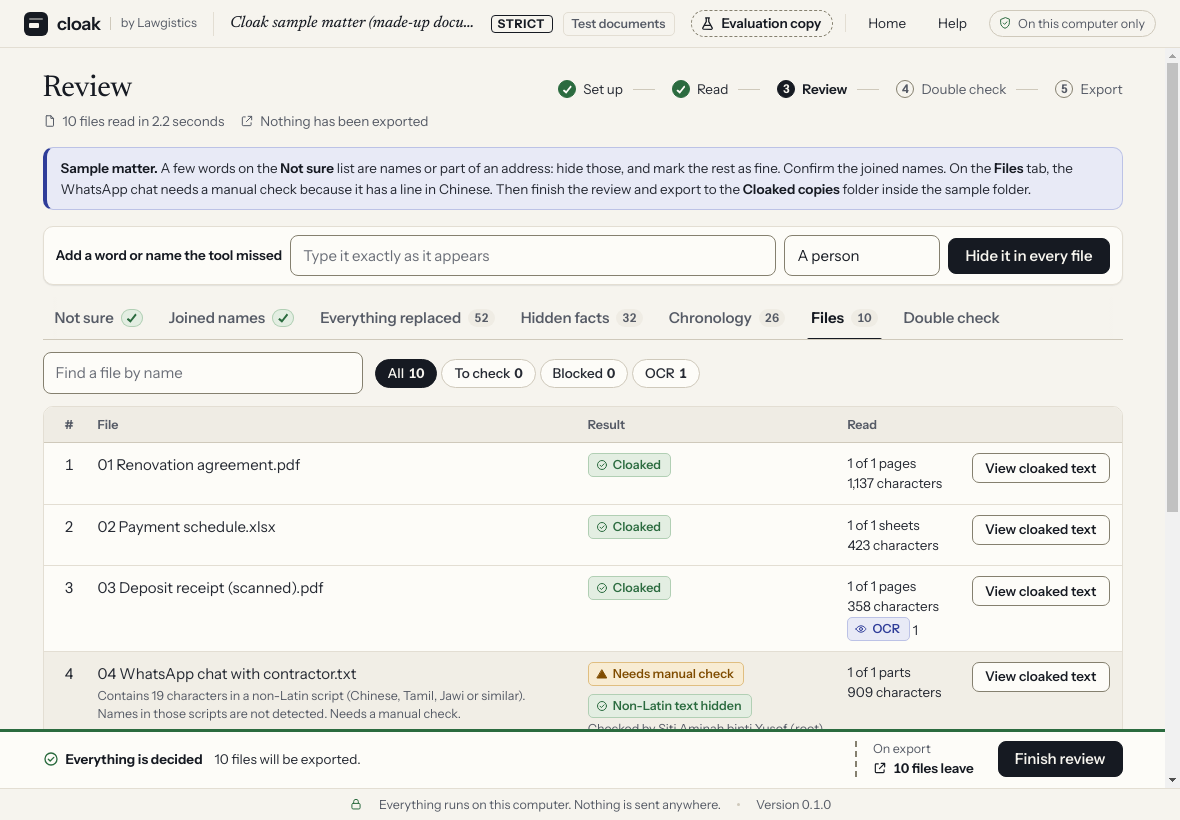 cloak by Lawgistics Cloak sample matter (made-up docu... STRICT Test documents Evaluation copy Home Help On this computer only
Review
Set up Read 3 Review 4 Double check 5 Export
10 files read in 2.2 seconds Nothing has been exported
Sample matter. A few words on the Not sure list are names or part of an address: hide those, and mark the rest as fine. Confirm the joined names. On the Files tab, the
WhatsApp chat needs a manual check because it has a line in Chinese. Then finish the review and export to the Cloaked copies folder inside the sample folder.
Add a word or name the tool missed Type it exactly as it appears A person Hide it in every file
Not sure Joined names Everything replaced 52 Hidden facts 32 Chronology 26 Files 10 Double check
Find a file by name All 10 To check 0 Blocked 0 OCR 1
# File Result Read
1 01 Renovation agreement.pdf Cloaked 1 of 1 pages View cloaked text
1,137 characters
2 02 Payment schedule.xlsx Cloaked 1 of 1 sheets View cloaked text
423 characters
3 03 Deposit receipt (scanned).pdf Cloaked 1 of 1 pages View cloaked text
358 characters
OCR 1
4 04 WhatsApp chat with contractor.txt Needs manual check 1 of 1 parts View cloaked text
Contains 19 characters in a non-Latin script (Chinese, Tamil, Jawi or similar). 909 characters
Names in those scripts are not detected. Needs a manual check. Non-Latin text hidden
Checked by Siti Aminah binti Yusof (root)
Everything is decided 10 files will be exported. On export
10 files leave Finish review
Everything runs on this computer. Nothing is sent anywhere. • Version 0.1.0